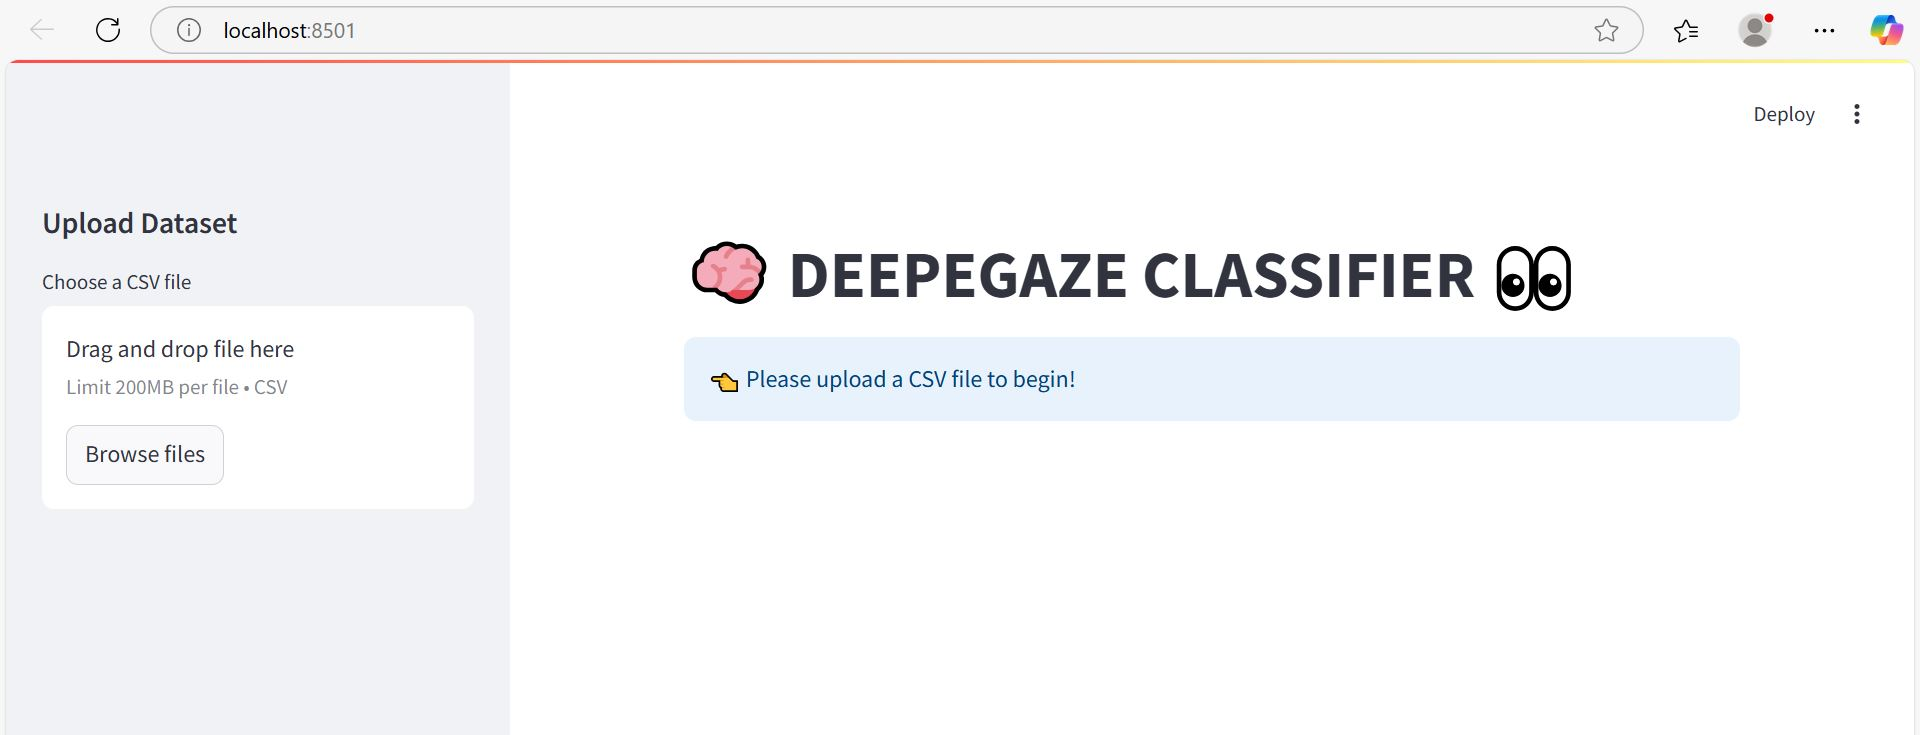 localhost:8501
Deploy
Upload Dataset
Choose a CSV file
Drag and drop file here
Limit 200MB per file • CSV
Browse files
🧠 DEEPEGAZE CLASSIFIER 👀
👈 Please upload a CSV file to begin!